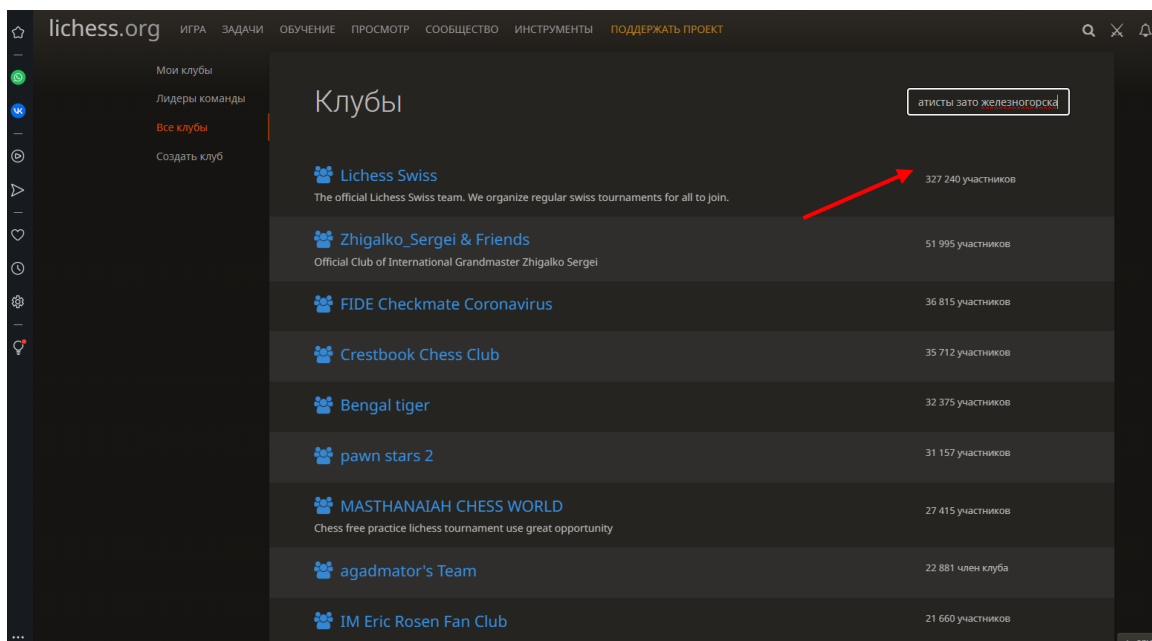 lichess.org ИГРА ЗАДАЧИ ОБУЧЕНИЕ ПРОСМОТР СООБЩЕСТВО ИНСТРУМЕНТЫ ПОДДЕРЖАТЬ ПРОЕКТ
Мои клубы
Лидеры команды
Все клубы
Создать клуб
Клубы
атисты зато железногорска
Lichess Swiss
327 240 участников
The official Lichess Swiss team. We organize regular swiss tournaments for all to join.
Zhigalko_Sergei & Friends
51 995 участников
Official Club of International Grandmaster Zhigalko Sergei
FIDE Checkmate Coronavirus
36 815 участников
Crestbook Chess Club
35 712 участников
Bengal tiger
32 375 участников
pawn stars 2
31 157 участников
MASTHANAIAH CHESS WORLD
27 415 участников
Chess free practice lichess tournament use great opportunity
agadmator's Team
22 881 член клуба
IM Eric Rosen Fan Club
21 660 участников